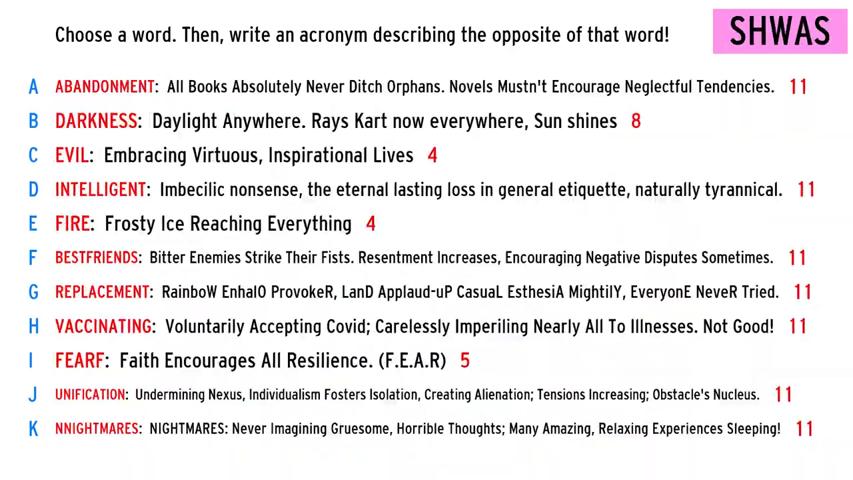 Choose a word. Then, write an acronym describing the opposite of that word!
SHWAS
A ABANDONMENT: All Books Absolutely Never Ditch Orphans. Novels Mustn't Encourage Neglectful Tendencies. 11
B DARKNESS: Daylight Anywhere. Rays Kart now everywhere, Sun shines 8
C EVIL: Embracing Virtuous, Inspirational Lives 4
D INTELLIGENT: Imbecilic nonsense, the eternal lasting loss in general etiquette, naturally tyrannical. 11
E FIRE: Frosty Ice Reaching Everything 4
F BESTFRIENDS: Bitter Enemies Strike Their Fists. Resentment Increases, Encouraging Negative Disputes Sometimes. 11
G REPLACEMENT: RainboW EnhalO ProvokeR, LanD Applaud-uP CasuaL EsthesiA MightilY, EveryonE NeveR Tried. 11
H VACCINATING: Voluntarily Accepting Covid; Carelessly Imperiling Nearly All To Illnesses. Not Good! 11
I FEARF: Faith Encourages All Resilience. (F.E.A.R) 5
J UNIFICATION: Undermining Nexus, Individualism Fosters Isolation, Creating Alienation; Tensions Increasing; Obstacle's Nucleus. 11
K NNIGHTMARES: NIGHTMARES: Never Imagining Gruesome, Horrible Thoughts; Many Amazing, Relaxing Experiences Sleeping! 11